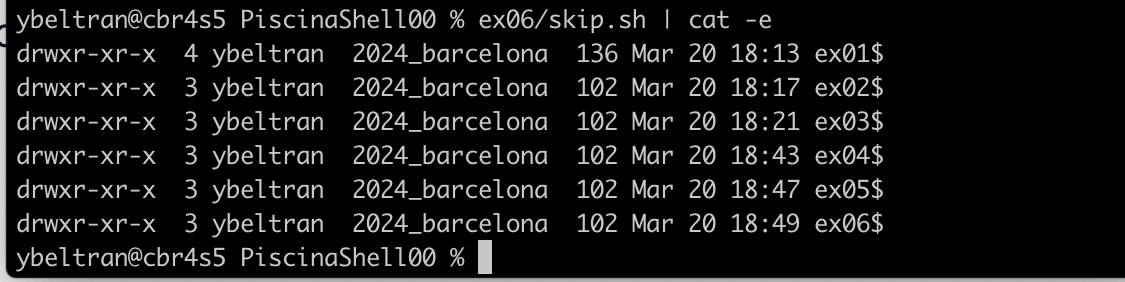 ybeltran@cbr4s5 PiscinaShell00 % ex06/skip.sh | cat -e
drwxr-xr-x  4 ybeltran  2024_barcelona  136 Mar 20 18:13 ex01$
drwxr-xr-x  3 ybeltran  2024_barcelona  102 Mar 20 18:17 ex02$
drwxr-xr-x  3 ybeltran  2024_barcelona  102 Mar 20 18:21 ex03$
drwxr-xr-x  3 ybeltran  2024_barcelona  102 Mar 20 18:43 ex04$
drwxr-xr-x  3 ybeltran  2024_barcelona  102 Mar 20 18:47 ex05$
drwxr-xr-x  3 ybeltran  2024_barcelona  102 Mar 20 18:49 ex06$
ybeltran@cbr4s5 PiscinaShell00 %